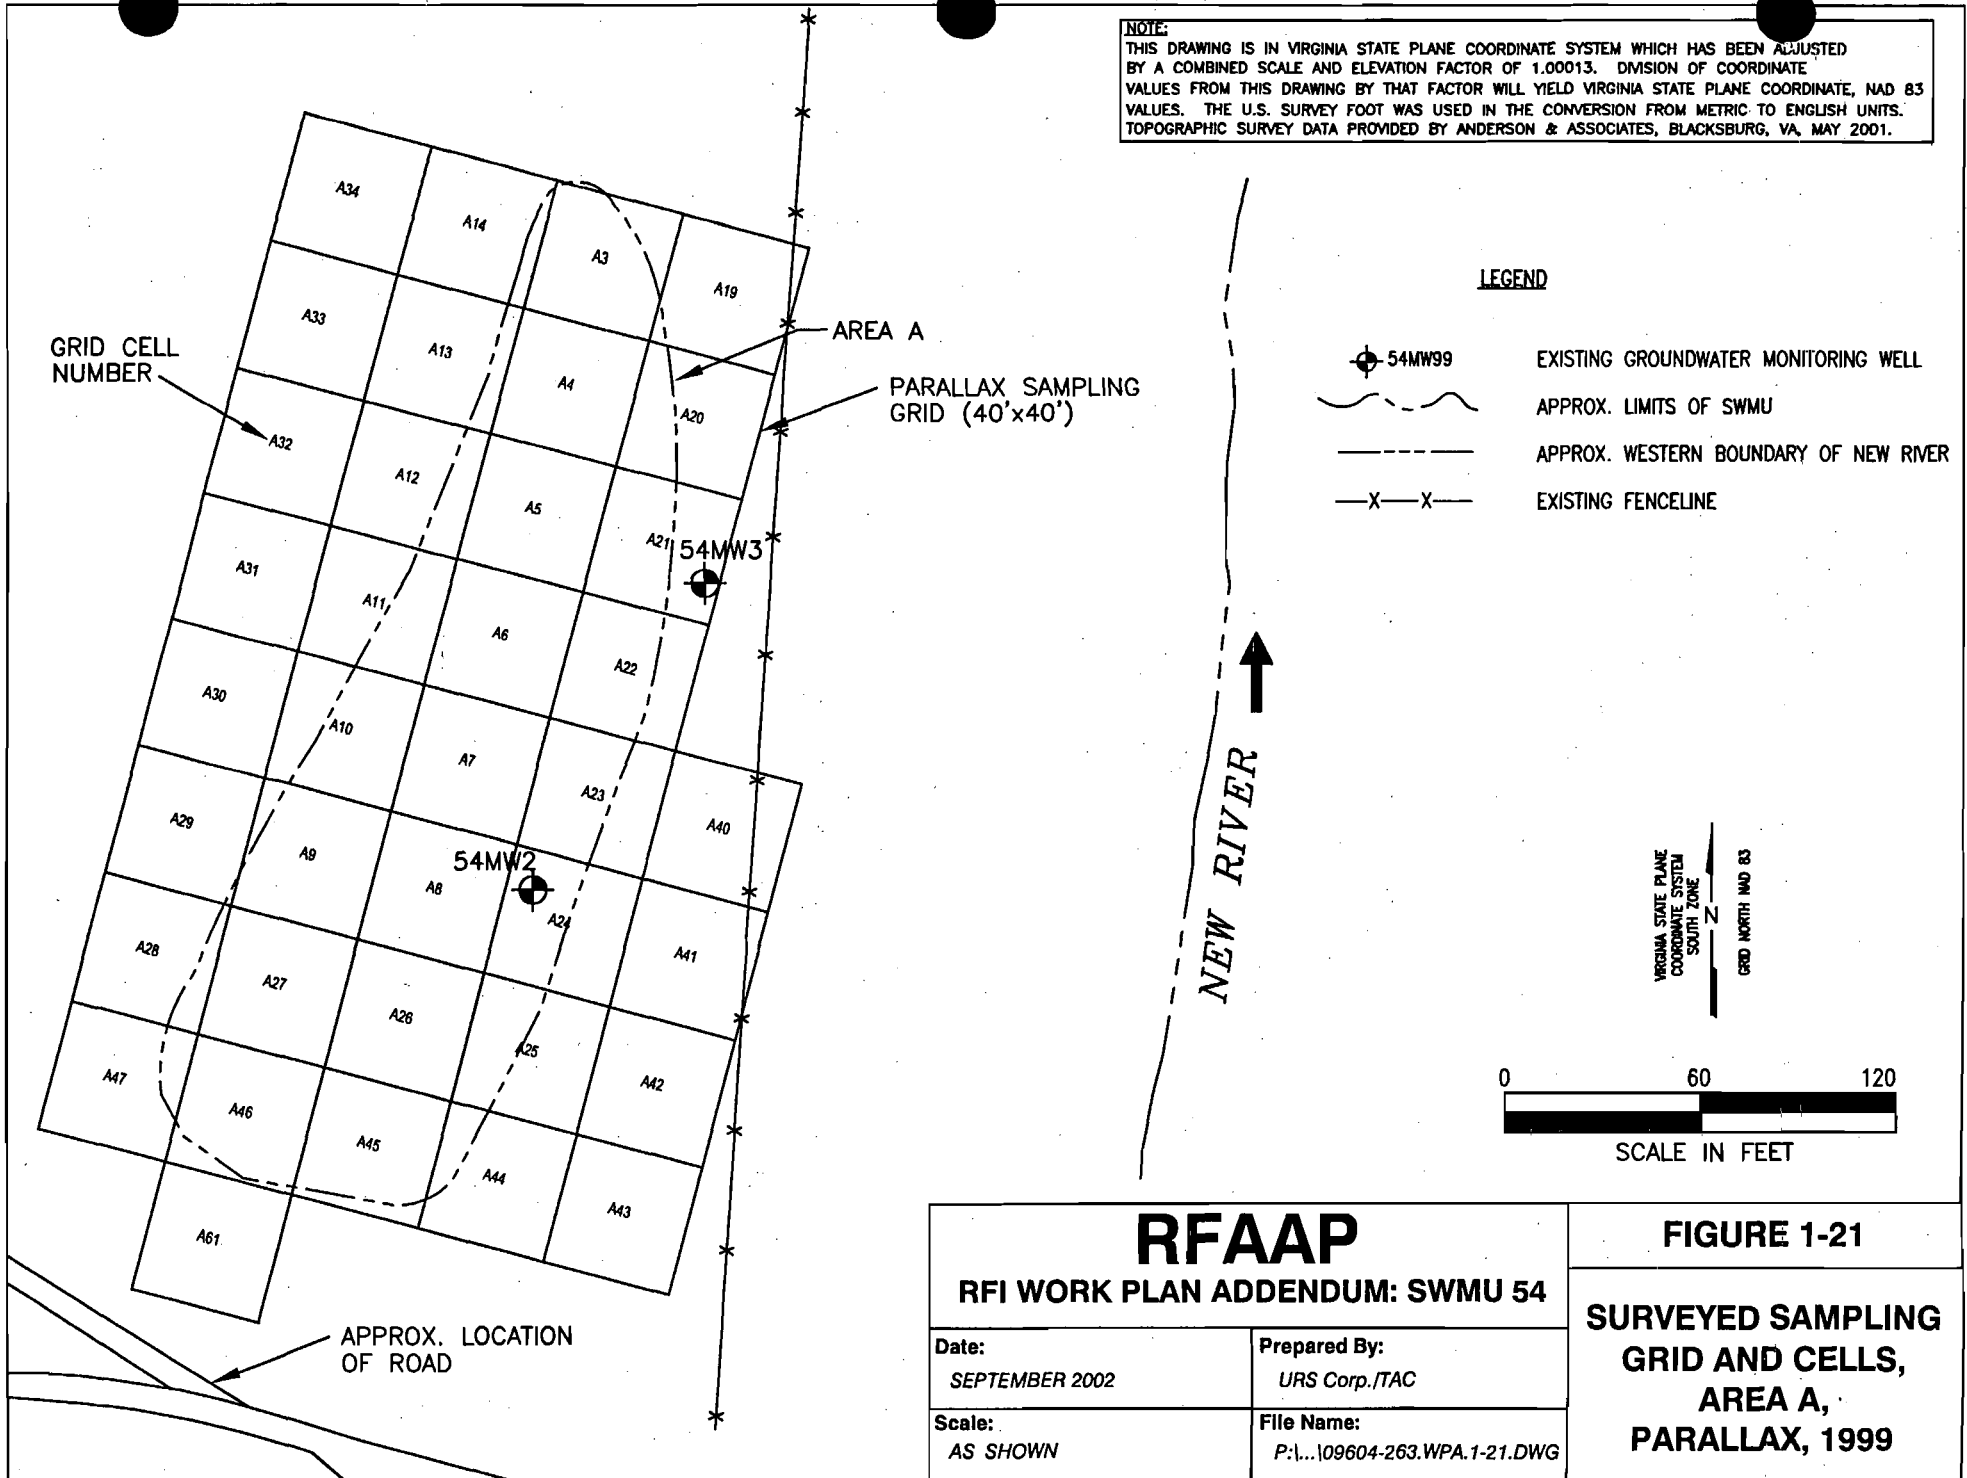 NOTE:
THIS DRAWING IS IN VIRGINIA STATE PLANE COORDINATE SYSTEM WHICH HAS BEEN ADJUSTED
BY A COMBINED SCALE AND ELEVATION FACTOR OF 1.00013. DIVISION OF COORDINATE
VALUES FROM THIS DRAWING BY THAT FACTOR WILL YIELD VIRGINIA STATE PLANE COORDINATE, NAD 83
VALUES. THE U.S. SURVEY FOOT WAS USED IN THE CONVERSION FROM METRIC TO ENGLISH UNITS.
TOPOGRAPHIC SURVEY DATA PROVIDED BY ANDERSON & ASSOCIATES, BLACKSBURG, VA, MAY 2001.
A34
A14
A3
A19
A33
A13
A4
A20
A32
A12
A5
A21
A31
A11
A6
A22
A30
A10
A7
A23
A40
A29
A9
A8
A24
A41
A28
A27
A26
A25
A42
A47
A46
A45
A44
A43
A61
GRID CELL
NUMBER
AREA A
PARALLAX SAMPLING
GRID (40'x40')
54MW3
54MW2
APPROX. LOCATION
OF ROAD
NEW RIVER
LEGEND
54MW99
EXISTING GROUNDWATER MONITORING WELL
APPROX. LIMITS OF SWMU
APPROX. WESTERN BOUNDARY OF NEW RIVER
X X
EXISTING FENCELINE
VIRGINIA STATE PLANE
COORDINATE SYSTEM
SOUTH ZONE
N
GRID NORTH NAD 83
0 60 120
SCALE IN FEET
RFAAP
RFI WORK PLAN ADDENDUM: SWMU 54
Date:
SEPTEMBER 2002
Prepared By:
URS Corp./TAC
Scale:
AS SHOWN
File Name:
P:\...\09604-263.WPA.1-21.DWG
FIGURE 1-21
SURVEYED SAMPLING
GRID AND CELLS,
AREA A,
PARALLAX, 1999